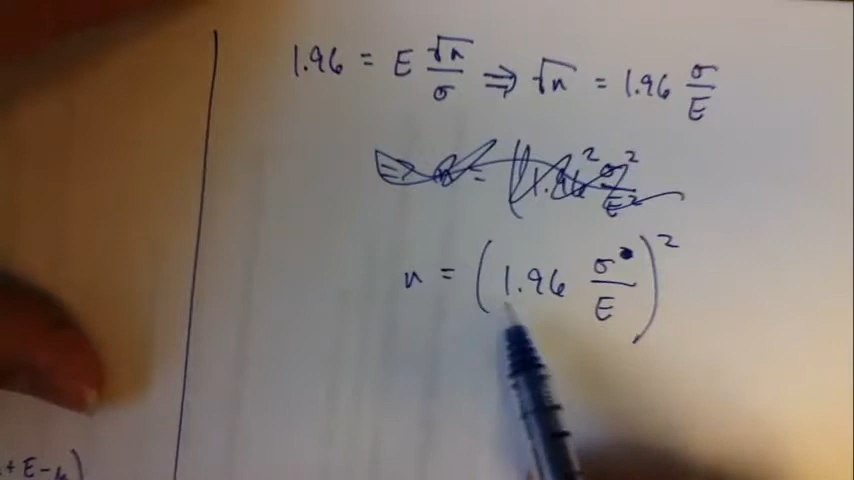 1.96 = E √n/σ ⇒ √n = 1.96 σ/E
n = (1.96 σ/E)²
+ E - μ)